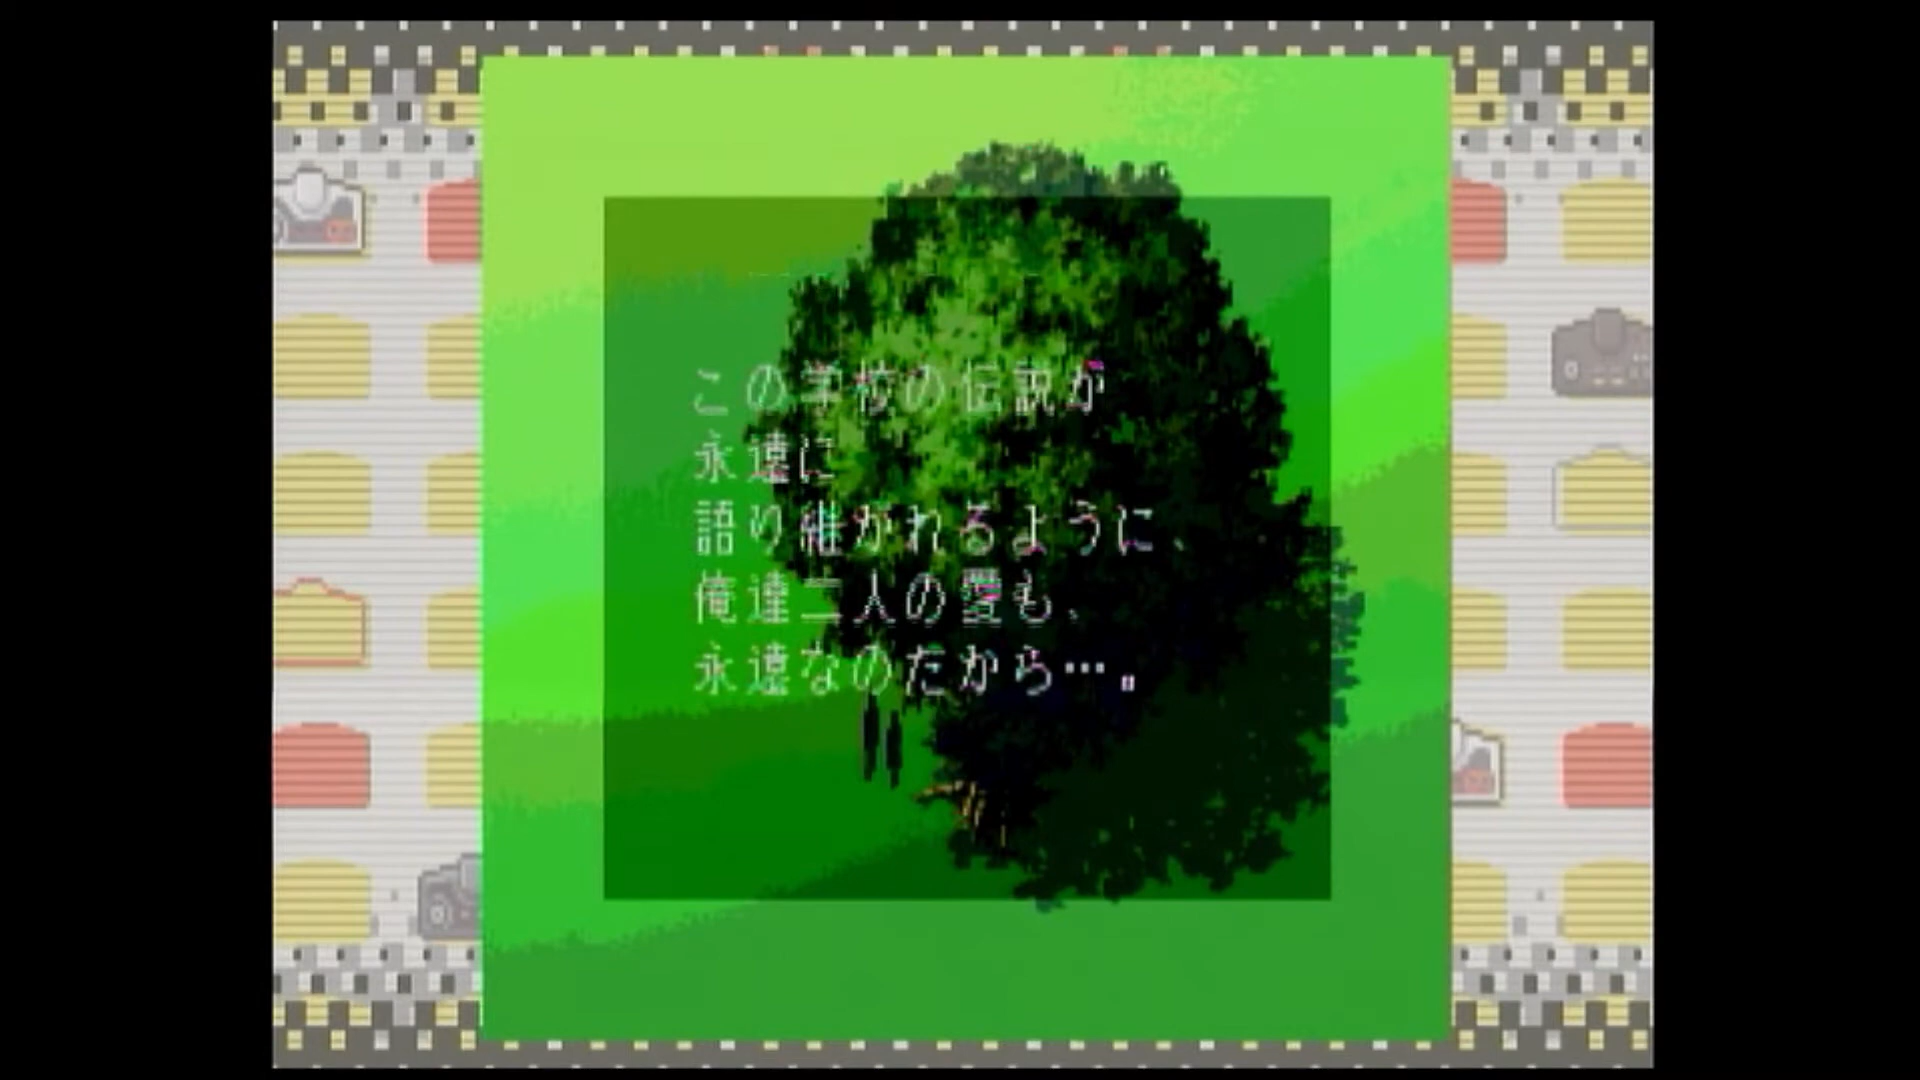 この学校の伝説が
永遠に
語り継がれるように、
俺達二人の愛も、
永遠なのだから…。